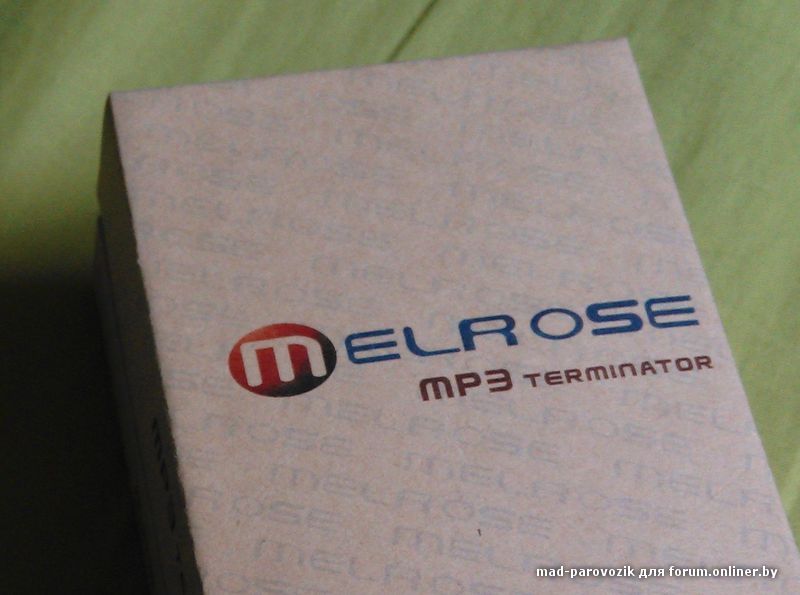 MELROSE
MP3 TERMINATOR
mad-parovozik для forum.onliner.by